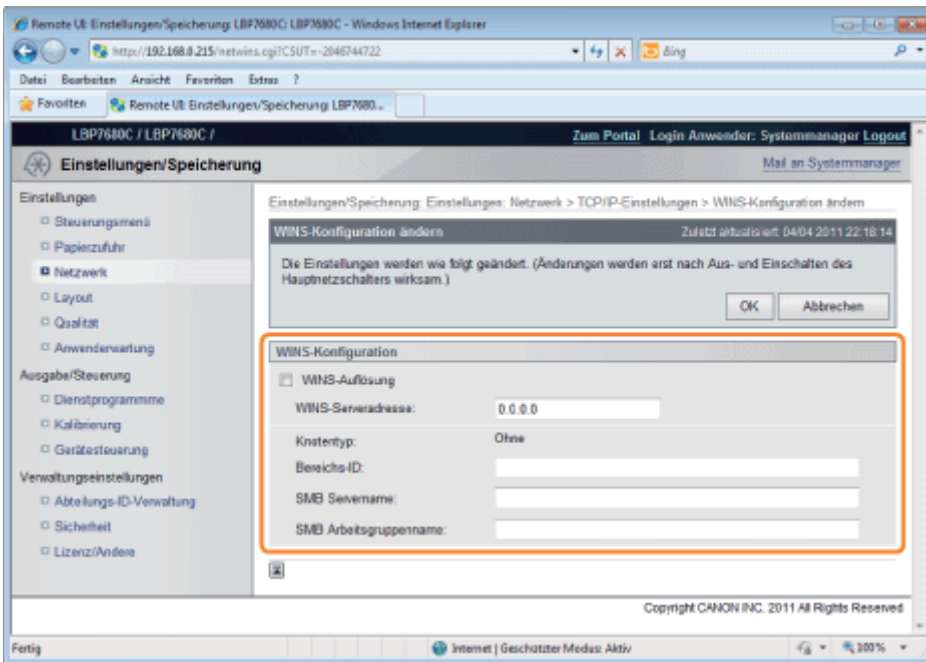 Remote UI: Einstellungen/Speicherung: LBP7680C: LBP7680C - Windows Internet Explorer
http://192.168.0.215/netwins.cgi?CSUT=-2046744722
Bing
Datei Bearbeiten Ansicht Favoriten Extras ?
Favoriten Remote UI: Einstellungen/Speicherung: LBP7680...
LBP7680C / LBP7680C / Zum Portal Login Anwender: Systemmanager Logout
Einstellungen/Speicherung Mail an Systemmanager
Einstellungen
Steuerungsmenü
Papierzufuhr
Netzwerk
Layout
Qualität
Anwenderwartung
Ausgabe/Steuerung
Dienstprogrammme
Kalibrierung
Gerätesteuerung
Verwaltungseinstellungen
Abteilungs-ID-Verwaltung
Sicherheit
Lizenz/Andere
Einstellungen/Speicherung: Einstellungen: Netzwerk > TCP/IP-Einstellungen > WINS-Konfiguration ändern
WINS-Konfiguration ändern Zuletzt aktualisiert: 04/04 2011 22:18:14
Die Einstellungen werden wie folgt geändert. (Änderungen werden erst nach Aus- und Einschalten des
Hauptnetzschalters wirksam.)
OK Abbrechen
WINS-Konfiguration
WINS-Auflösung
WINS-Serveradresse: 0.0.0.0
Knotentyp: Ohne
Bereichs-ID:
SMB Servername:
SMB Arbeitsgruppenname:
Copyright CANON INC. 2011 All Rights Reserved
Fertig Internet | Geschützter Modus: Aktiv 100%